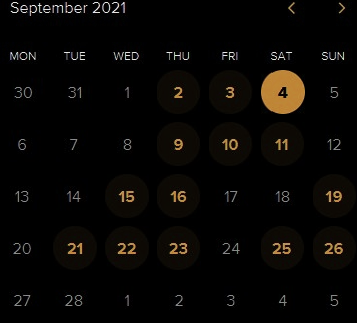 September 2021
MON TUE WED THU FRI SAT SUN
30 31 1 2 3 4 5
6 7 8 9 10 11 12
13 14 15 16 17 18 19
20 21 22 23 24 25 26
27 28 1 2 3 4 5